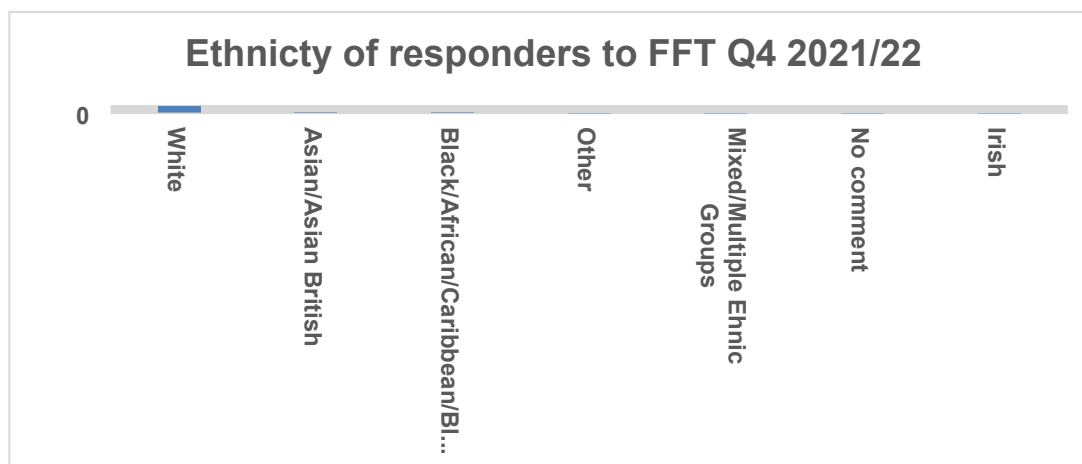 Ethnicty of responders to FFT Q4 2021/22
0
White
Asian/Asian British
Black/African/Caribbean/Bl...
Other
Mixed/Multiple Ehnic
Groups
No comment
Irish